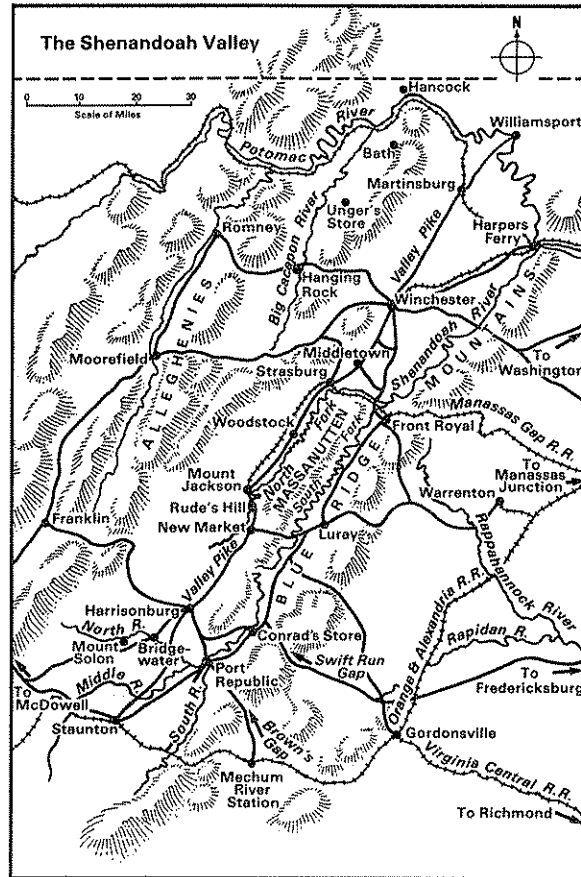 The Shenandoah Valley
N
0 10 20 30
Scale of Miles
Hancock
Potomac River
Williamsport
Bath
Martinsburg
Unger's
Store
Romney
Harpers
Ferry
Big Cacapon River
Valley Pike
Hanging
Rock
Winchester
Shenandoah River
MOUNTAINS
ALLEGHENIES
Moorefield
Middletown
Strasburg
To
Washington
Woodstock
North Fork
MASSANUTTEN
South Fork
Front Royal
Manassas Gap R.R.
Mount
Jackson
Rude's Hill
New Market
To
Manassas
Junction
Warrenton
Franklin
Luray
BLUE RIDGE
Rappahannock River
Valley Pike
Harrisonburg
North R.
Mount
Solon
Bridge-
water
Conrad's Store
Orange & Alexandria R.R.
Rapidan R.
Swift Run
Gap
Port
Republic
To
Fredericksburg
To
McDowell
Middle R.
Staunton
South R.
Brown's
Gap
Gordonsville
Mechum
River
Station
Virginia Central R.R.
To Richmond